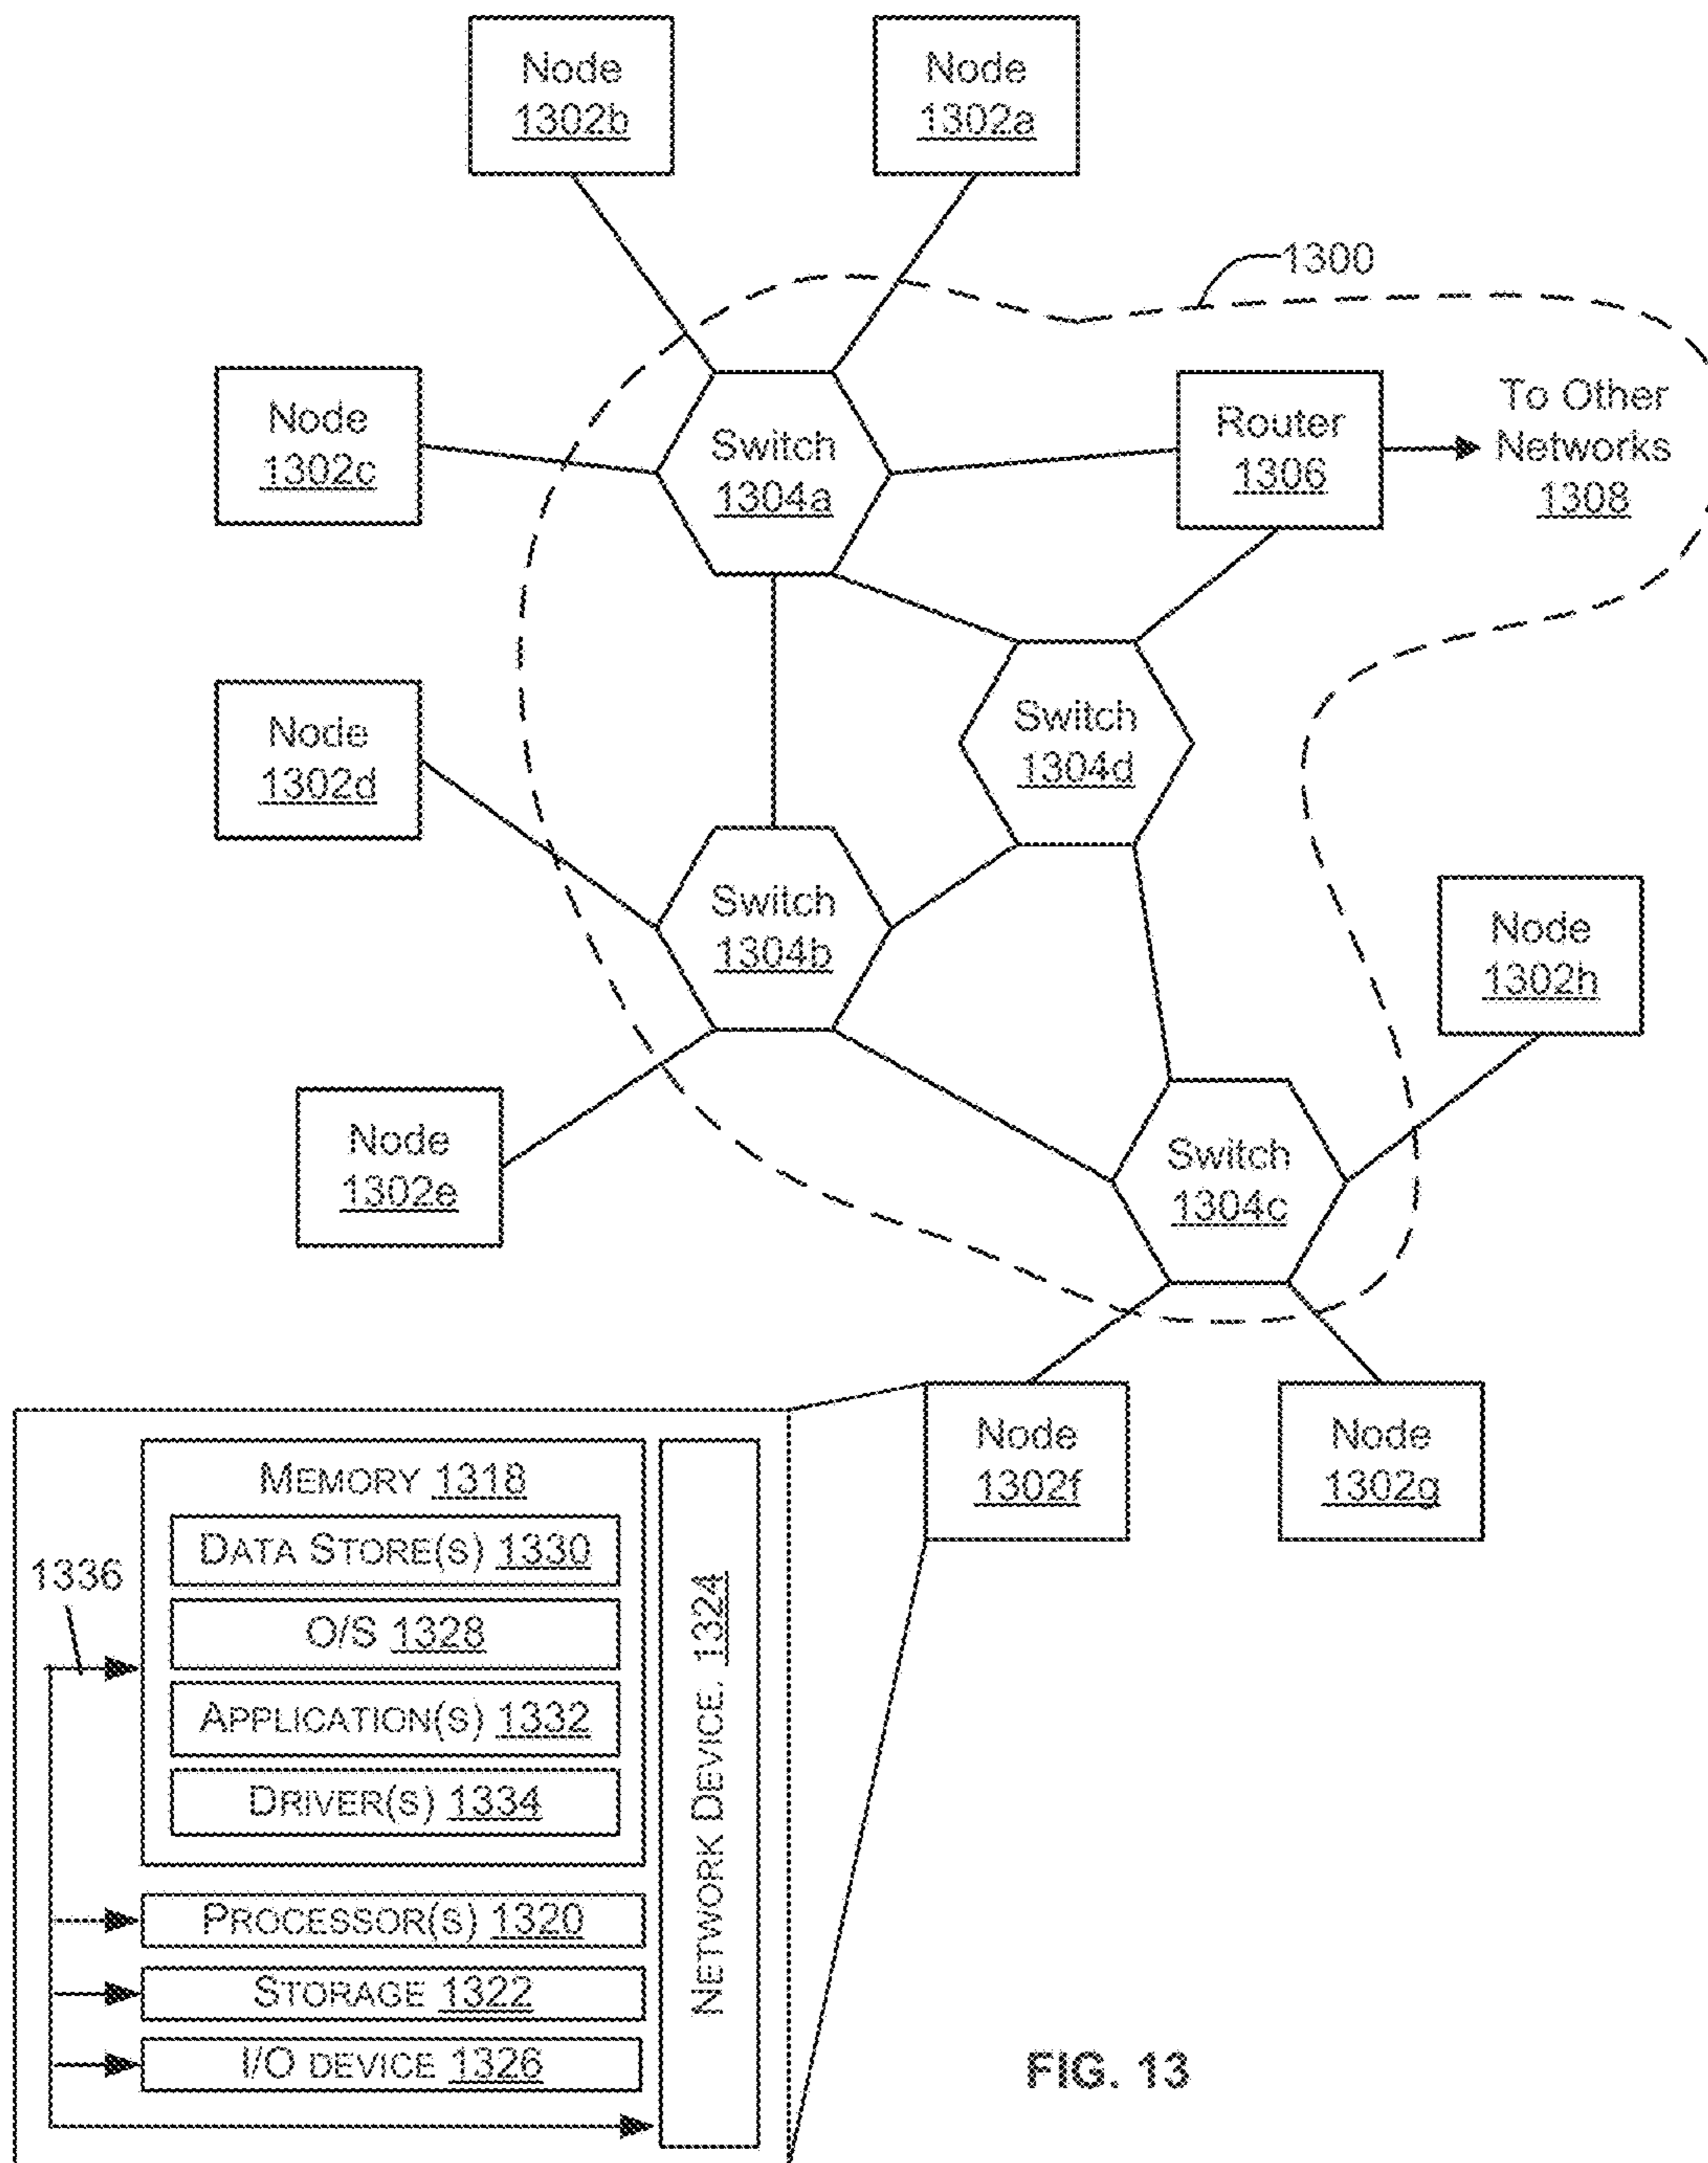 Node
1302b
Node
1302a
1300
Node
1302c
Switch
1304a
Router
1306
To Other
Networks
1308
Node
1302d
Switch
1304d
Switch
1304b
Node
1302h
Node
1302e
Switch
1304c
Node
1302f
Node
1302g
MEMORY 1318
DATA STORE(S) 1330
1336
O/S 1328
APPLICATION(S) 1332
DRIVER(S) 1334
NETWORK DEVICE. 1324
PROCESSOR(S) 1320
STORAGE 1322
I/O DEVICE 1326
FIG. 13